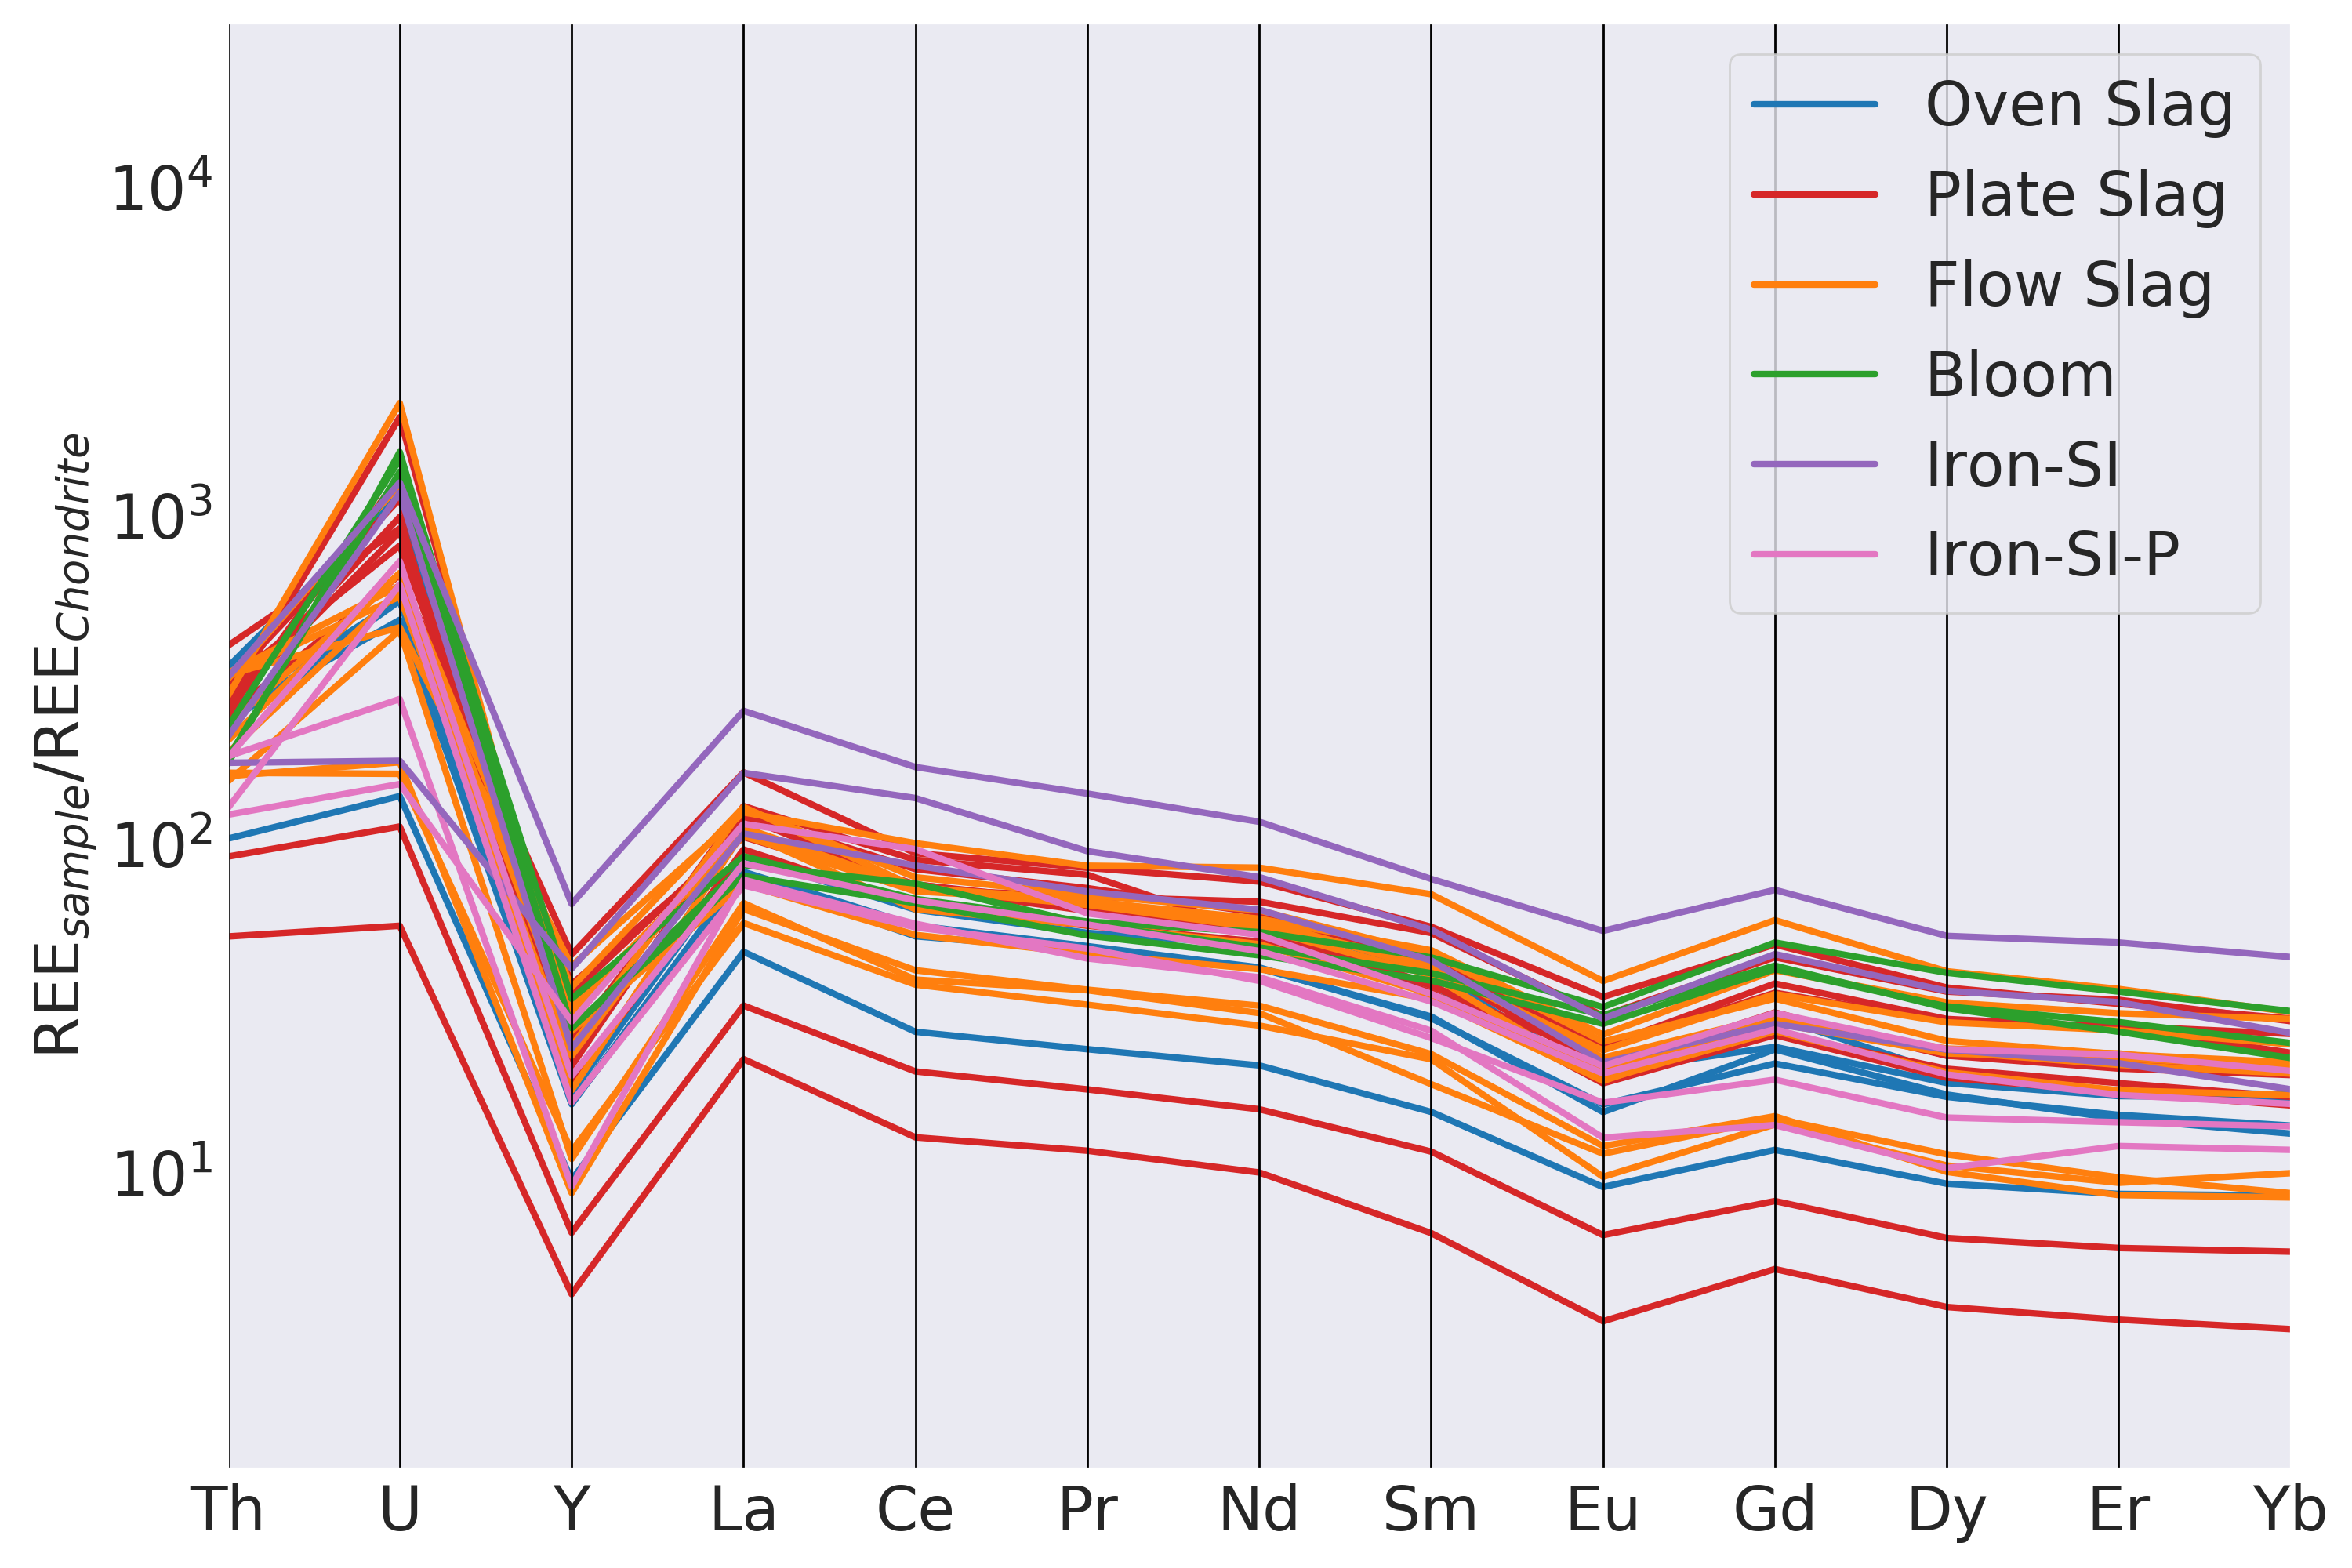 REE_sample/REE_Chondrite
10^4
10^3
10^2
10^1
Oven Slag
Plate Slag
Flow Slag
Bloom
Iron-SI
Iron-SI-P
Th U Y La Ce Pr Nd Sm Eu Gd Dy Er Yb